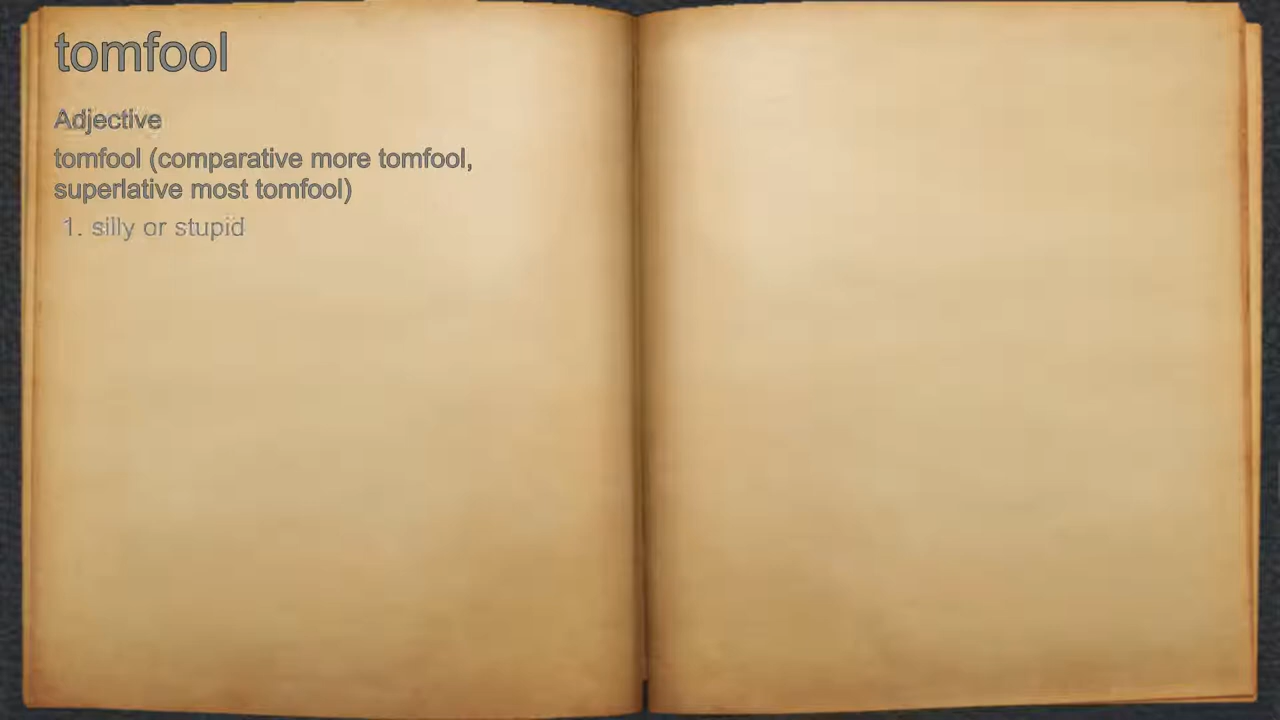 tomfool
Adjective
tomfool (comparative more tomfool,
superlative most tomfool)
1. silly or stupid